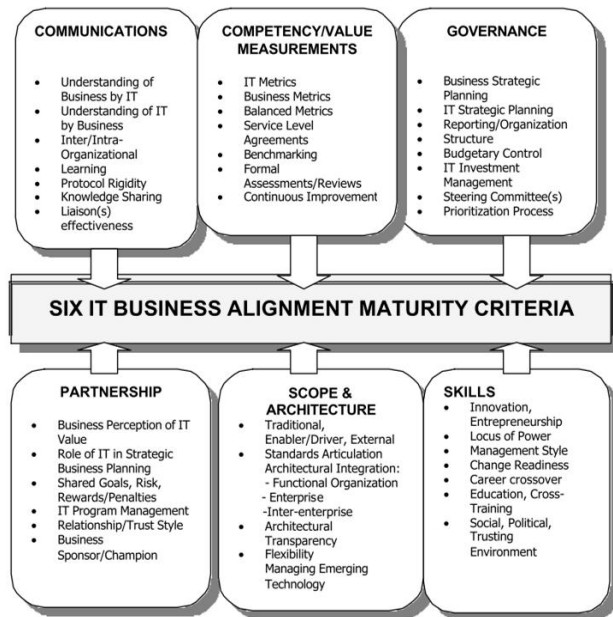 COMMUNICATIONS
• Understanding of
Business by IT
• Understanding of IT
by Business
• Inter/Intra-
Organizational
• Learning
• Protocol Rigidity
• Knowledge Sharing
• Liaison(s)
effectiveness
COMPETENCY/VALUE
MEASUREMENTS
• IT Metrics
• Business Metrics
• Balanced Metrics
• Service Level
Agreements
• Benchmarking
• Formal
Assessments/Reviews
• Continuous Improvement
GOVERNANCE
• Business Strategic
Planning
• IT Strategic Planning
• Reporting/Organization
Structure
• Budgetary Control
• IT Investment
Management
• Steering Committee(s)
• Prioritization Process
SIX IT BUSINESS ALIGNMENT MATURITY CRITERIA
PARTNERSHIP
• Business Perception of IT
Value
• Role of IT in Strategic
Business Planning
• Shared Goals, Risk,
Rewards/Penalties
• IT Program Management
• Relationship/Trust Style
• Business
Sponsor/Champion
SCOPE &
ARCHITECTURE
• Traditional,
Enabler/Driver, External
• Standards Articulation
Architectural Integration:
- Functional Organization
- Enterprise
-Inter-enterprise
• Architectural
Transparency
• Flexibility
Managing Emerging
Technology
SKILLS
• Innovation,
Entrepreneurship
• Locus of Power
• Management Style
• Change Readiness
• Career crossover
• Education, Cross-
Training
• Social, Political,
Trusting
Environment